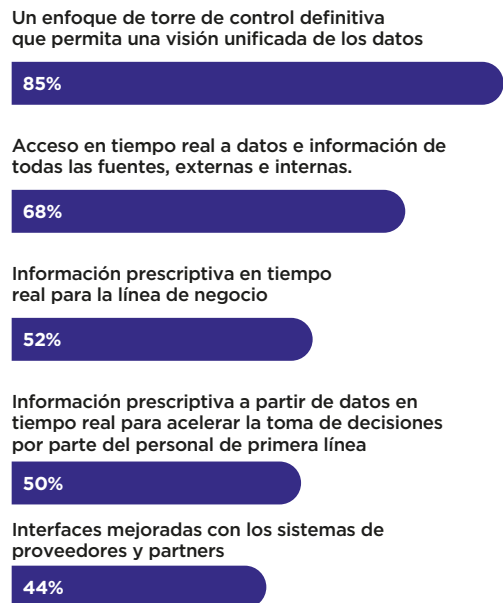 Un enfoque de torre de control definitiva
que permita una visión unificada de los datos
85%
Acceso en tiempo real a datos e información de
todas las fuentes, externas e internas.
68%
Información prescriptiva en tiempo
real para la línea de negocio
52%
Información prescriptiva a partir de datos en
tiempo real para acelerar la toma de decisiones
por parte del personal de primera línea
50%
Interfaces mejoradas con los sistemas de
proveedores y partners
44%